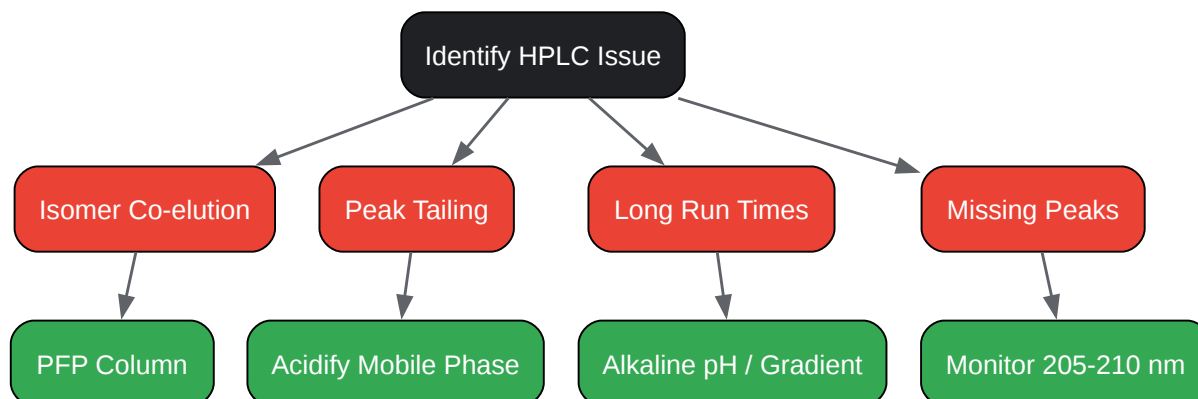 Identify HPLC Issue
Isomer Co-elution
Peak Tailing
Long Run Times
Missing Peaks
PFP Column
Acidify Mobile Phase
Alkaline pH / Gradient
Monitor 205-210 nm